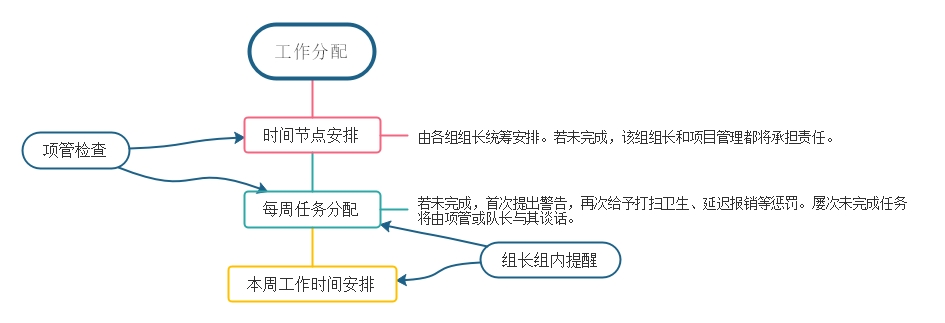 工作分配
时间节点安排
由各组组长统筹安排。若未完成，该组组长和项目管理都将承担责任。
项管检查
每周任务分配
若未完成，首次提出警告，再次给予打扫卫生、延迟报销等惩罚。屡次未完成任务
将由项管或队长与其谈话。
组长组内提醒
本周工作时间安排